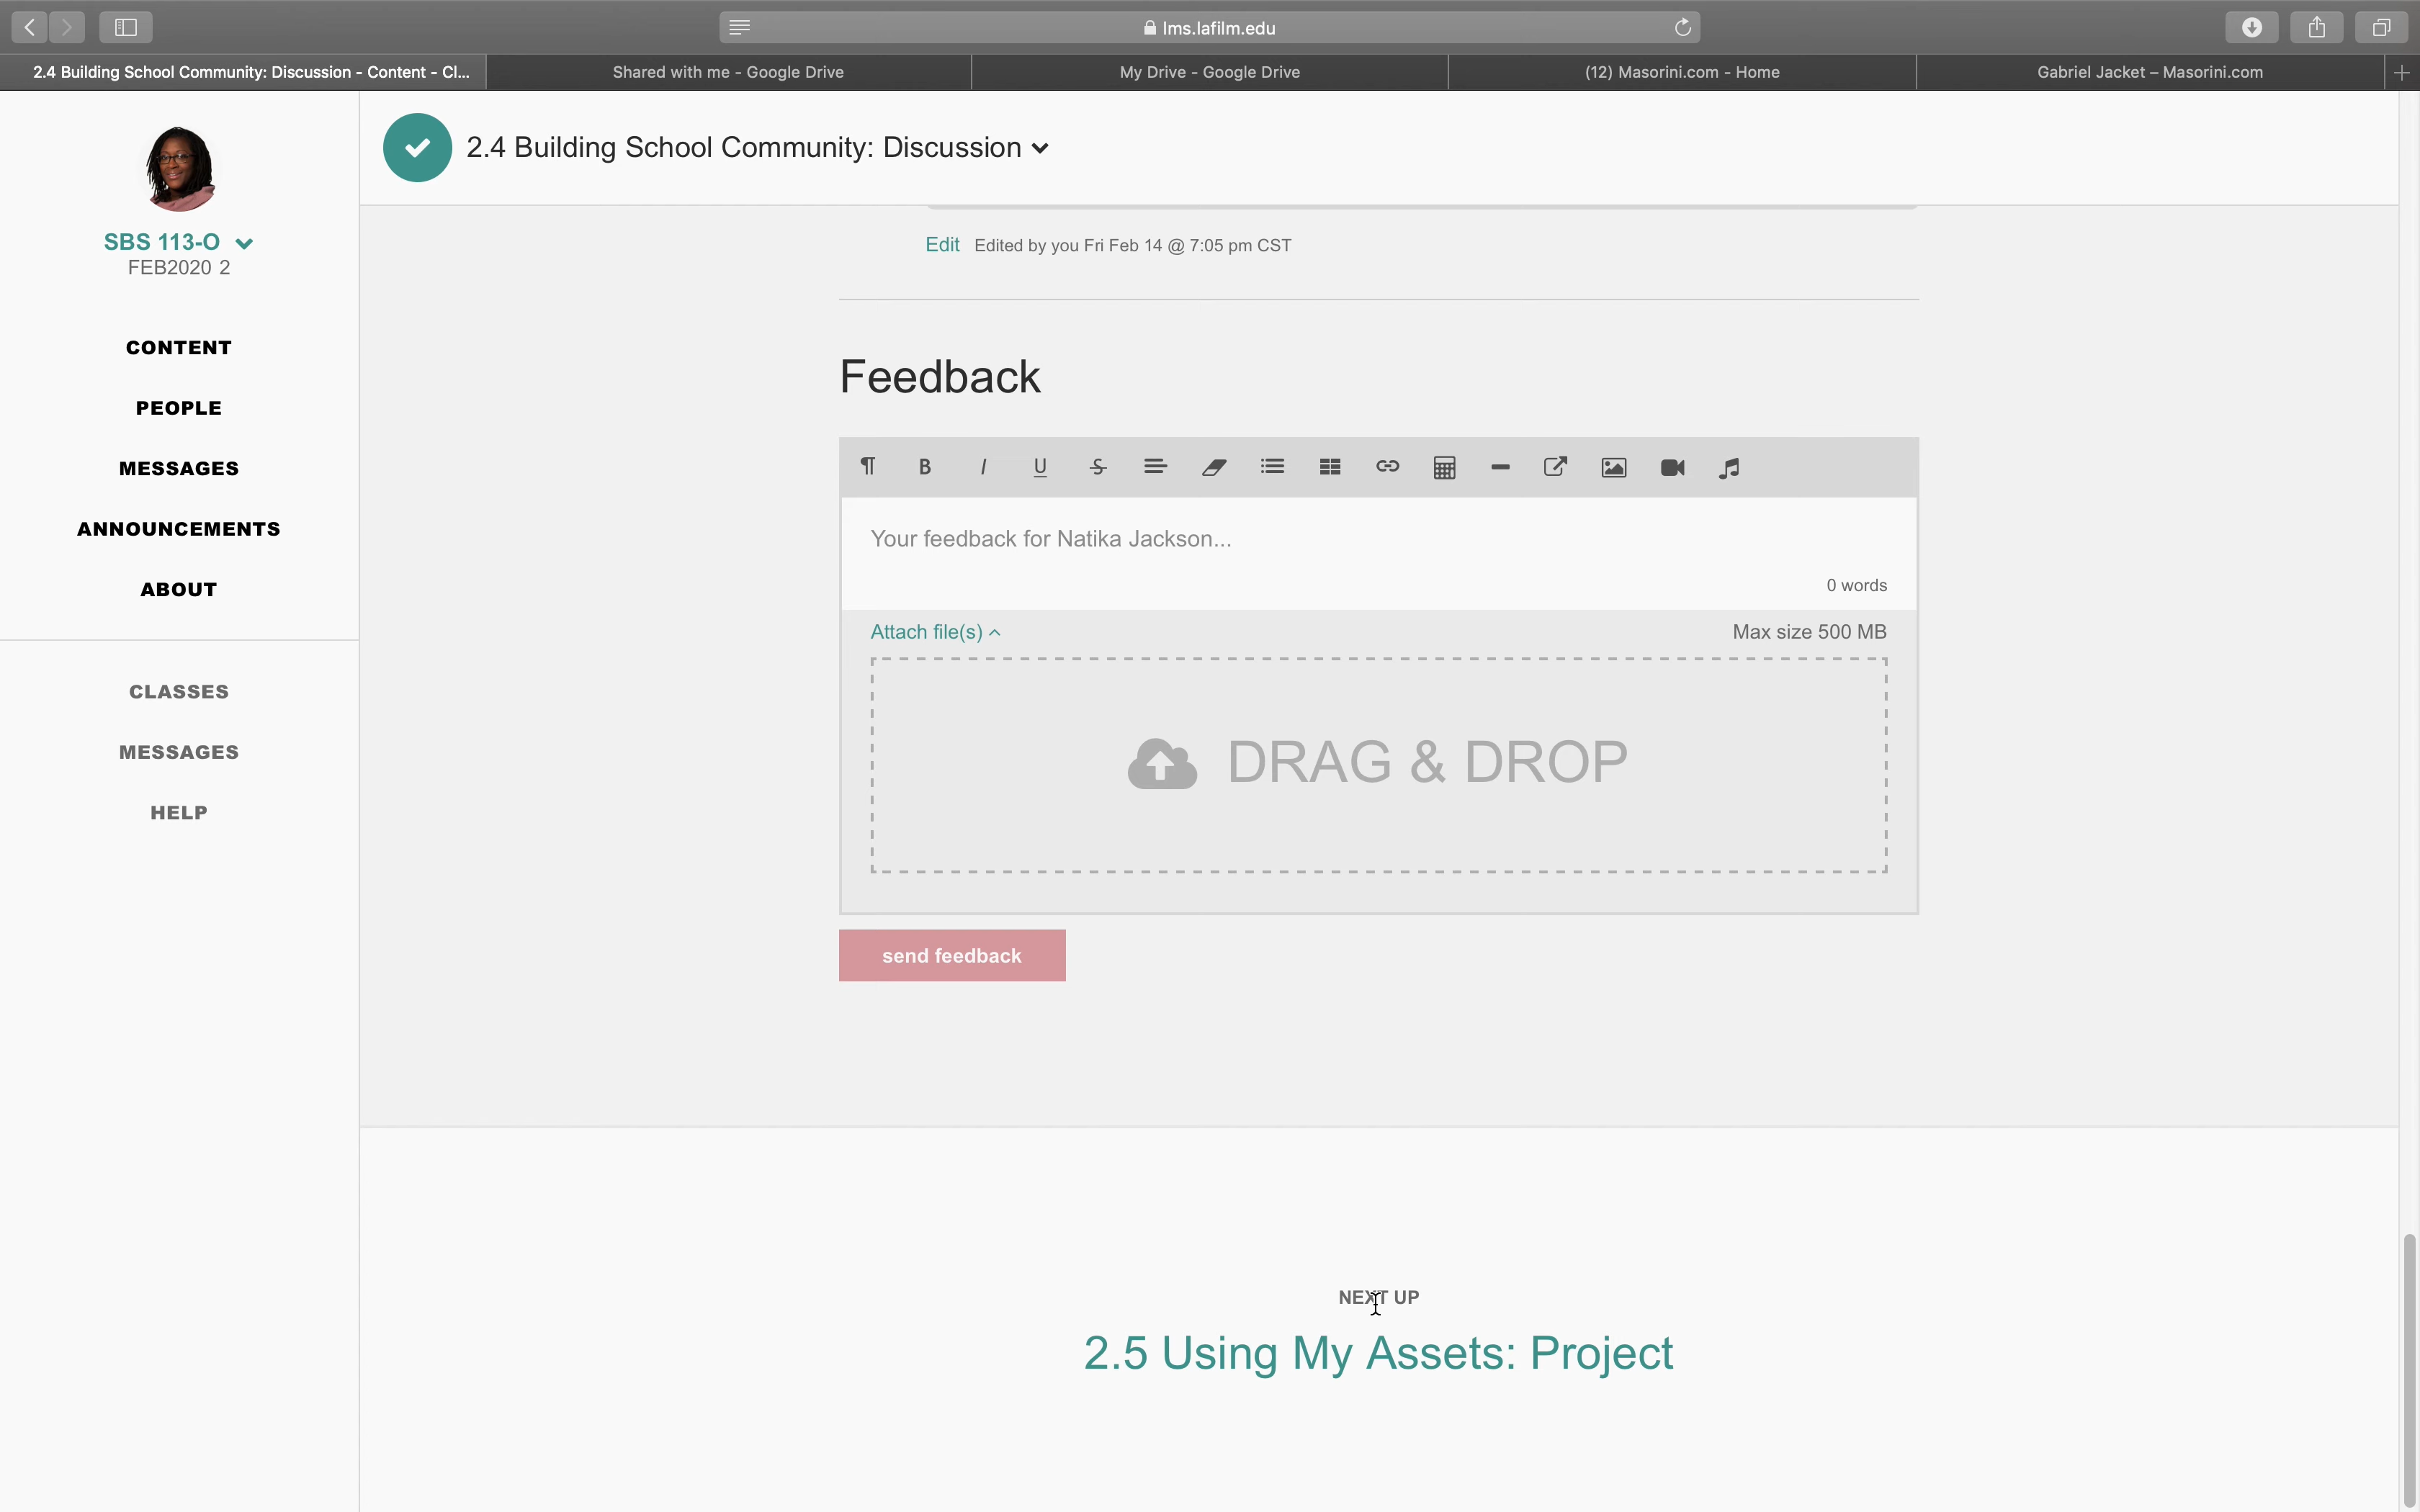 lms.lafilm.edu
2.4 Building School Community: Discussion - Content - Cl...
Shared with me - Google Drive
My Drive - Google Drive
(12) Masorini.com - Home
Gabriel Jacket – Masorini.com
SBS 113-O
FEB2020 2
CONTENT
PEOPLE
MESSAGES
ANNOUNCEMENTS
ABOUT
CLASSES
MESSAGES
HELP
2.4 Building School Community: Discussion
Edit Edited by you Fri Feb 14 @ 7:05 pm CST
Feedback
Your feedback for Natika Jackson...
0 words
Attach file(s) Max size 500 MB
DRAG & DROP
send feedback
NEXT UP
2.5 Using My Assets: Project